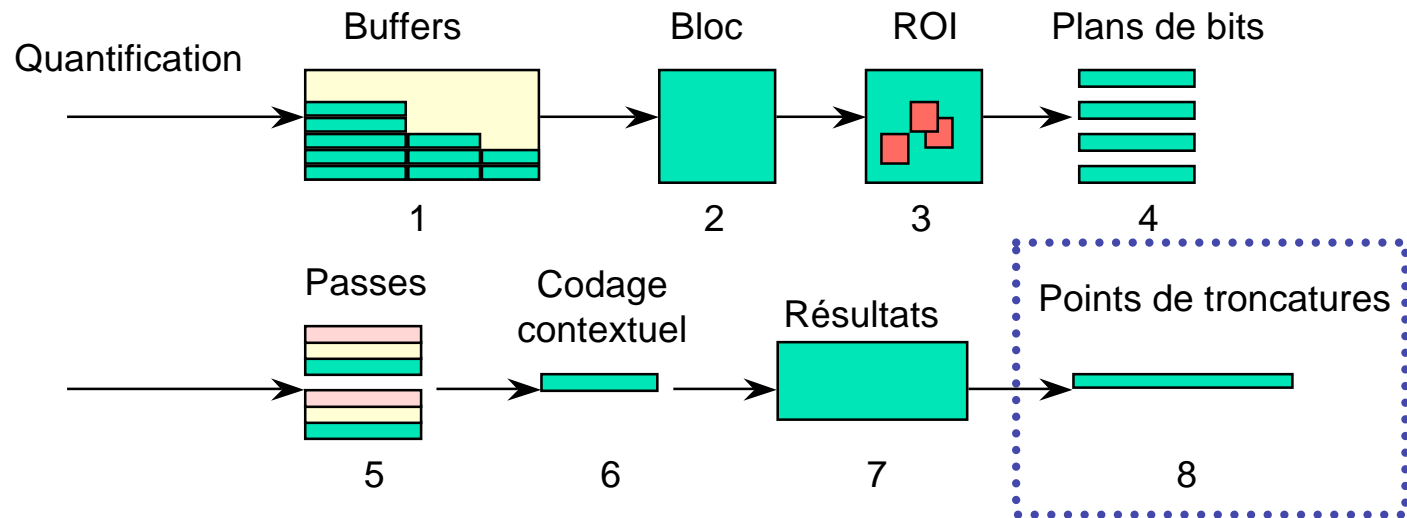 Quantification
Buffers
Bloc
ROI
Plans de bits
1
2
3
4
Passes
Codage
contextuel
Résultats
Points de troncatures
5
6
7
8